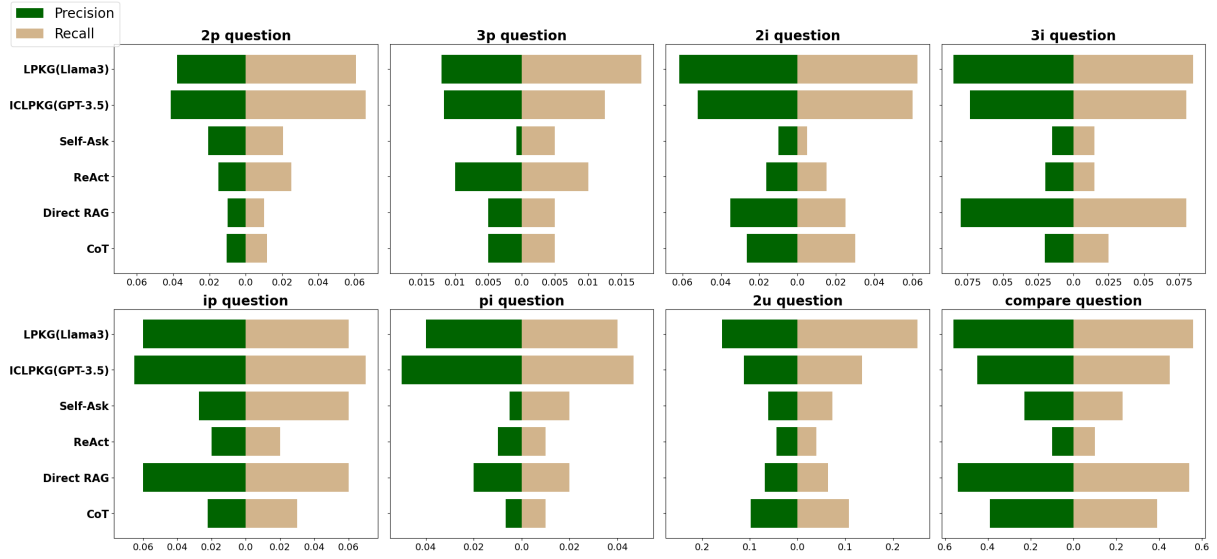 Precision
Recall
2p question
3p question
2i question
3i question
LPKG(Llama3)
ICLPKG(GPT-3.5)
Self-Ask
ReAct
Direct RAG
CoT
0.06 0.04 0.02 0.0 0.02 0.04 0.06
0.015 0.010 0.005 0.0 0.005 0.010 0.015
0.06 0.04 0.02 0.0 0.02 0.04 0.06
0.075 0.05 0.025 0.0 0.025 0.05 0.075
ip question
pi question
2u question
compare question
LPKG(Llama3)
ICLPKG(GPT-3.5)
Self-Ask
ReAct
Direct RAG
CoT
0.06 0.04 0.02 0.0 0.02 0.04 0.06
0.04 0.02 0.0 0.02 0.04
0.2 0.1 0.0 0.1 0.2
0.6 0.4 0.2 0.0 0.2 0.4 0.6